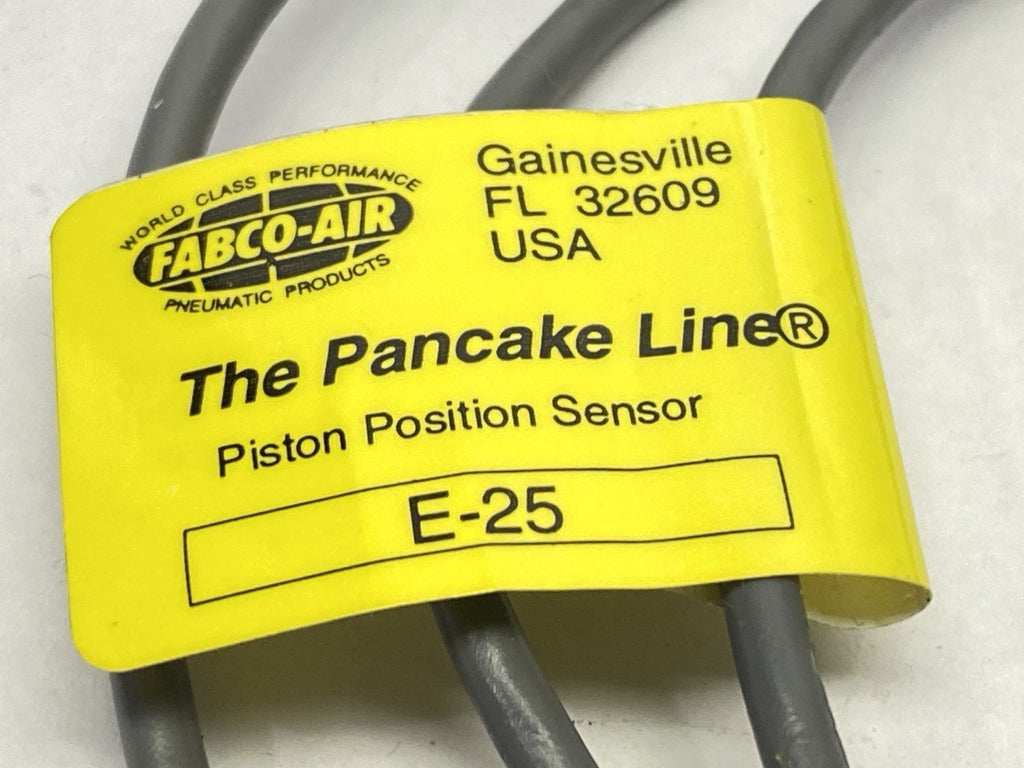 WORLD CLASS PERFORMANCE
FABCO-AIR
PNEUMATIC PRODUCTS
Gainesville
FL 32609
USA
The Pancake Line®
Piston Position Sensor
E-25